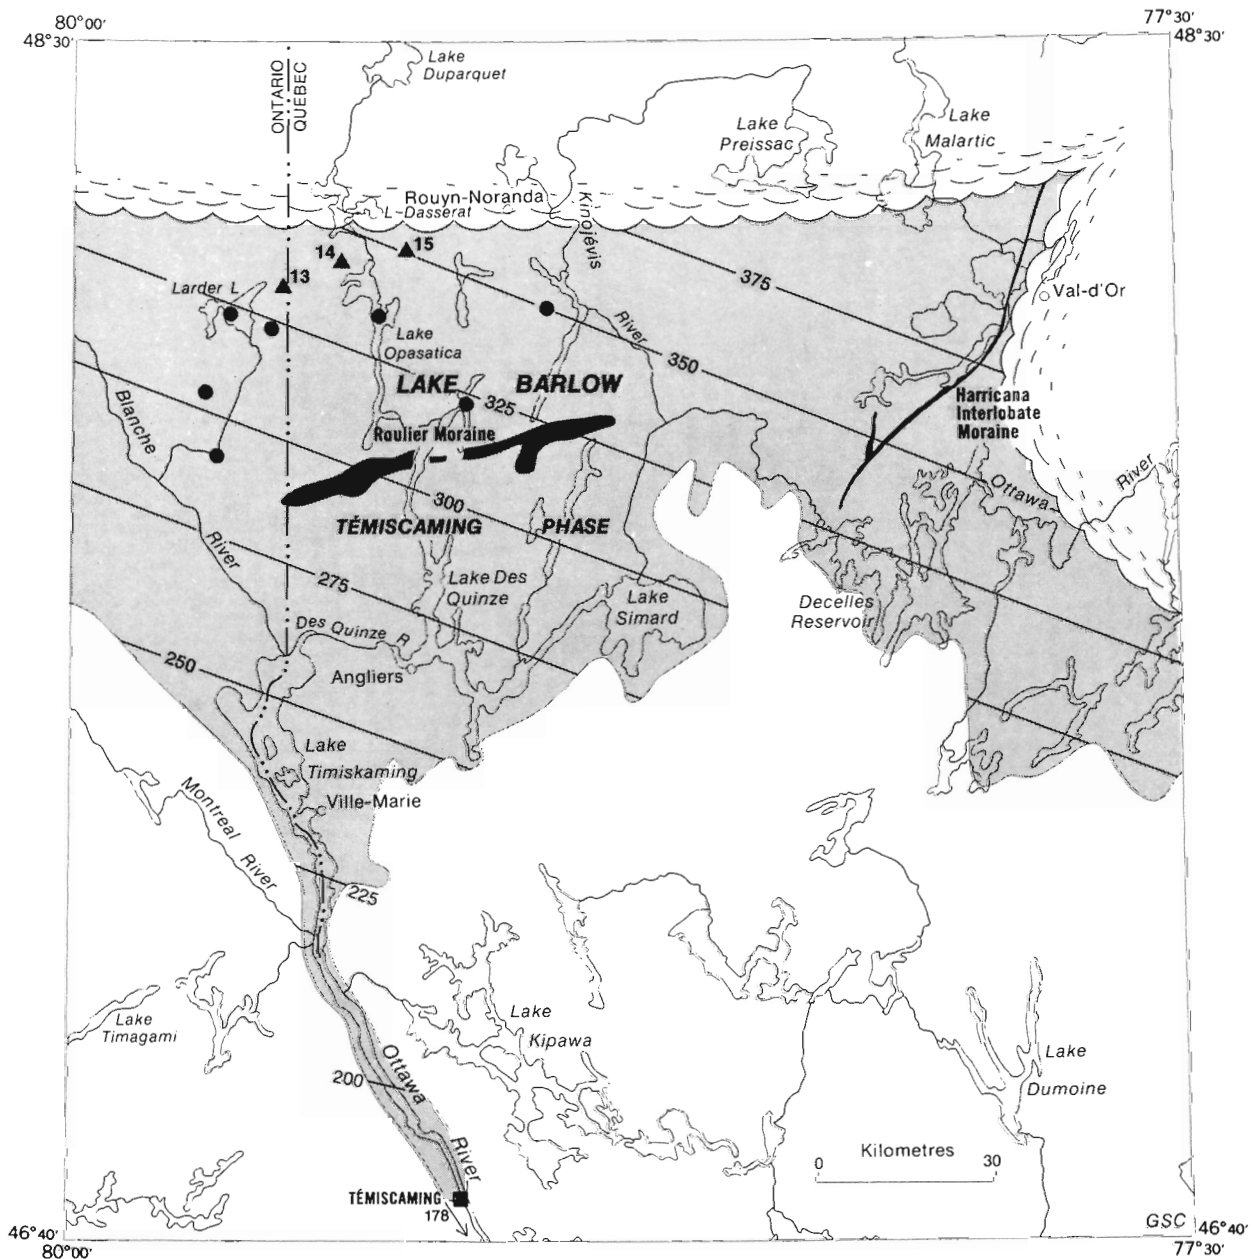 80°00'
77°30'
48°30'
48°30'
ONTARIO
QUEBEC
Lake
Duparquet
Lake
Preissac
Lake
Malartic
Rouyn-Noranda
L-Dasserat
Kinojévis
River
15
14
13
Larder L
375
Val-d'Or
Lake
Opasatica
350
LAKE BARLOW
325
Harricana
Interlobate
Moraine
Blanche
River
Roulier Moraine
300
Ottawa
River
TÉMISCAMING PHASE
275
Lake Des
Quinze
Lake
Simard
Decelles
Reservoir
Des Quinze R
250
Angliers
Lake
Timiskaming
Ville-Marie
Montreal
River
225
Lake
Timagami
Lake
Kipawa
Lake
Dumoine
Ottawa
River
200
Kilometres
0 30
TÉMISCAMING
178
GSC
46°40'
46°40'
80°00'
77°30'